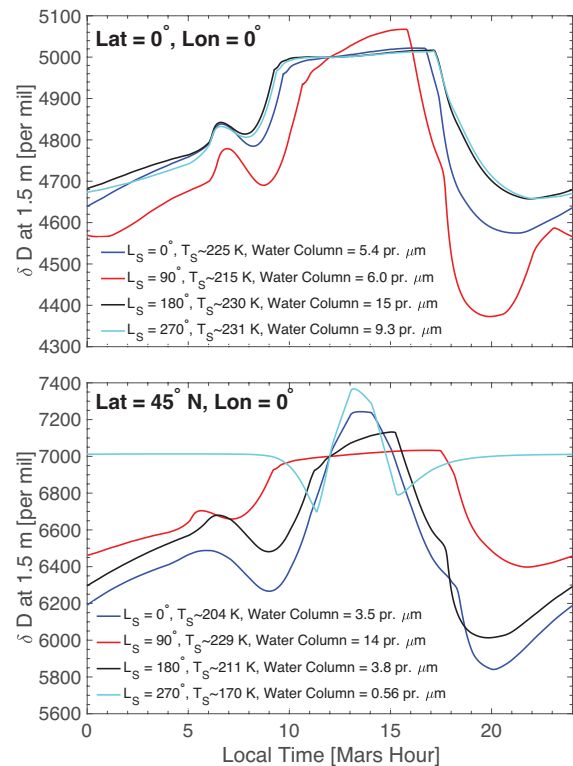 Lat = 0°, Lon = 0°
δ D at 1.5 m [per mil]
5000
4900
4800
4700
4600
4500
4400
4300
L_S = 0°, T_S~225 K, Water Column = 5.4 pr. μm
L_S = 90°, T_S~215 K, Water Column = 6.0 pr. μm
L_S = 180°, T_S~230 K, Water Column = 15 pr. μm
L_S = 270°, T_S~231 K, Water Column = 9.3 pr. μm
Lat = 45° N, Lon = 0°
δ D at 1.5 m [per mil]
7400
7200
7000
6800
6600
6400
6200
6000
5800
5600
L_S = 0°, T_S~204 K, Water Column = 3.5 pr. μm
L_S = 90°, T_S~229 K, Water Column = 14 pr. μm
L_S = 180°, T_S~211 K, Water Column = 3.8 pr. μm
L_S = 270°, T_S~170 K, Water Column = 0.56 pr. μm
0 5 10 15 20
Local Time [Mars Hour]